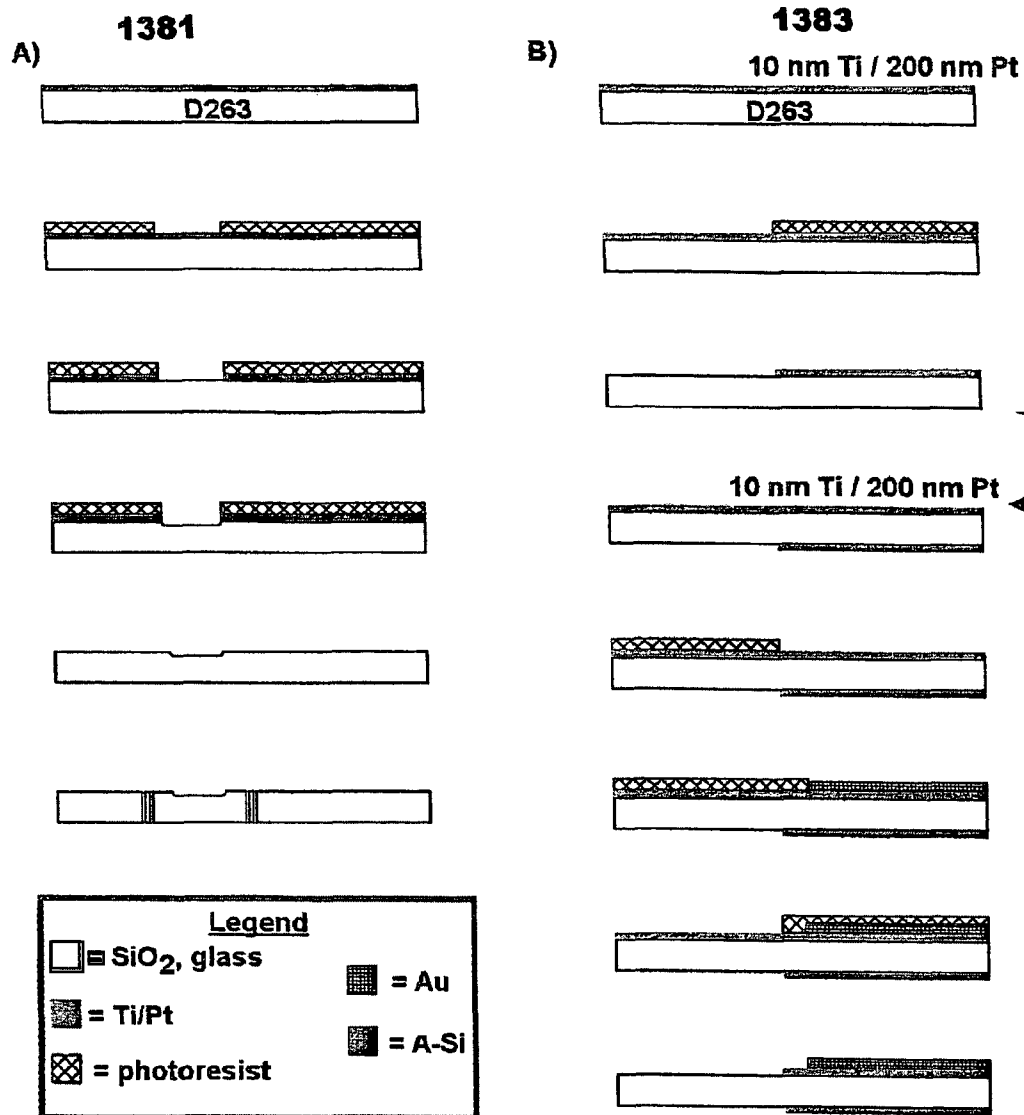 1381
A)
D263
1383
B)
10 nm Ti / 200 nm Pt
D263
10 nm Ti / 200 nm Pt
Legend
= SiO2, glass
= Ti/Pt
= photoresist
= Au
= A-Si